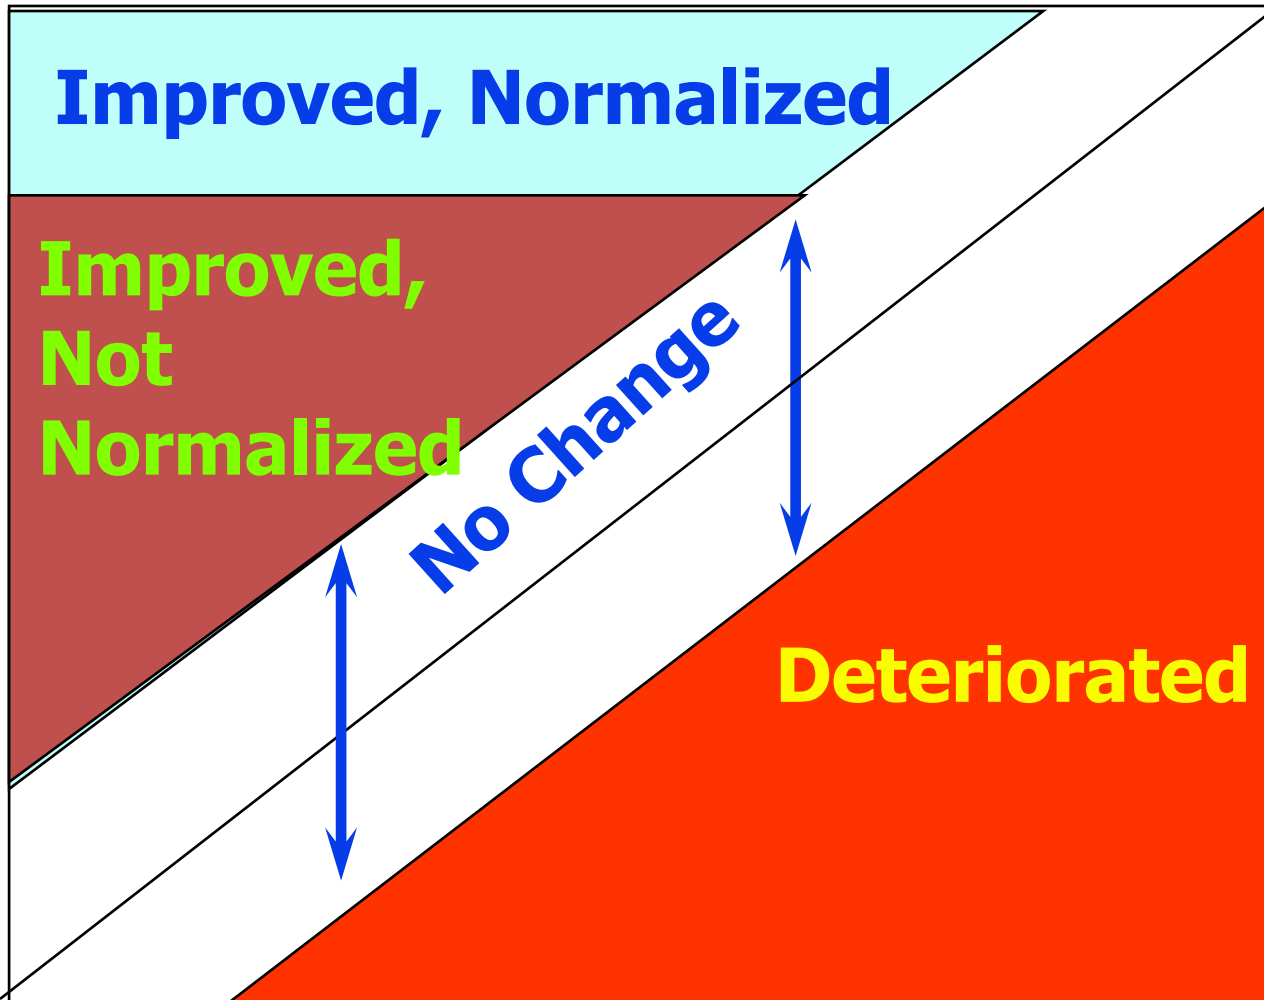 Improved, Normalized
Improved,
Not
Normalized
No Change
Deteriorated